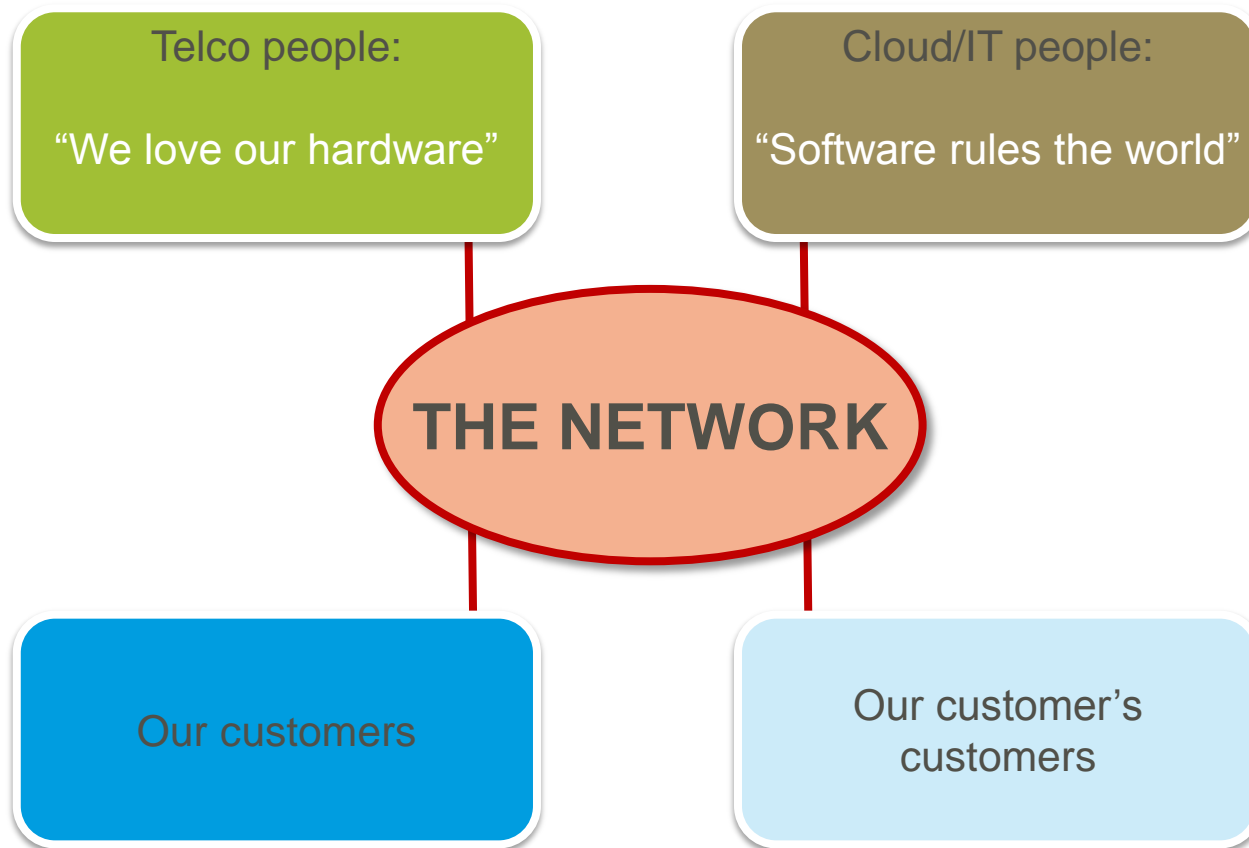 Telco people:
“We love our hardware”
Cloud/IT people:
“Software rules the world”
THE NETWORK
Our customers
Our customer’s
customers